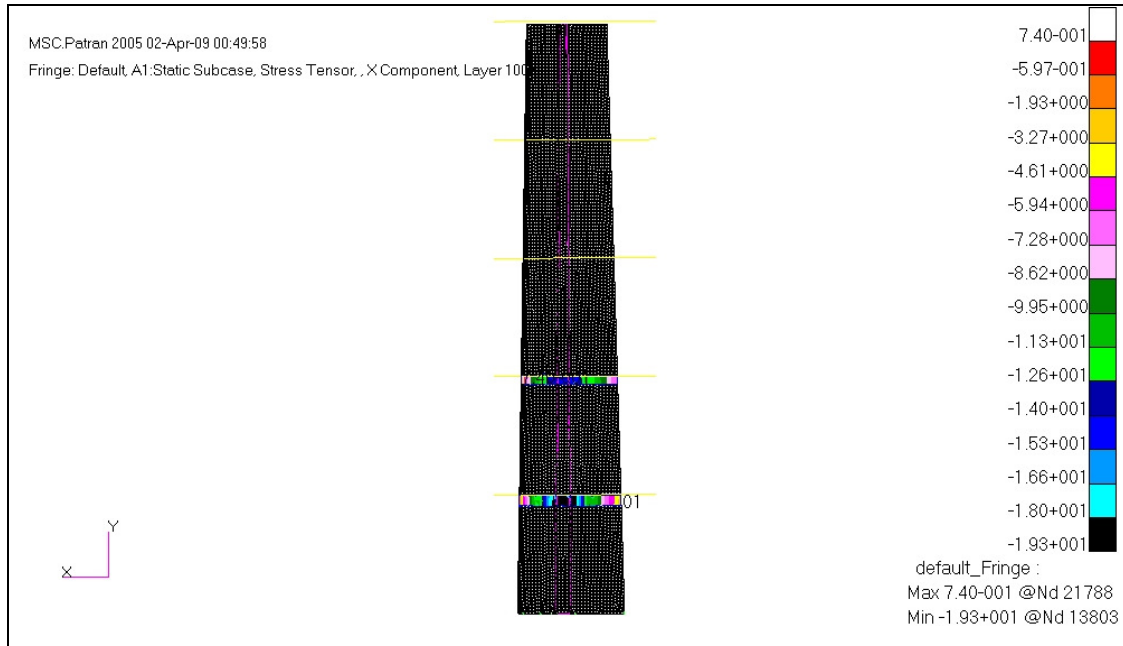 MSC.Patran 2005 02-Apr-09 00:49:58
Fringe: Default, A1:Static Subcase, Stress Tensor, , X Component, Layer 100
7.40-001
-5.97-001
-1.93+000
-3.27+000
-4.61+000
-5.94+000
-7.28+000
-8.62+000
-9.95+000
-1.13+001
-1.26+001
-1.40+001
-1.53+001
-1.66+001
-1.80+001
-1.93+001
01
Y
X
default_Fringe :
Max 7.40-001 @Nd 21788
Min -1.93+001 @Nd 13803